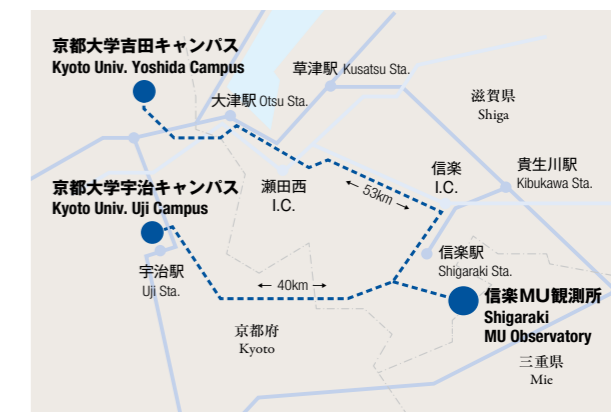 京都大学吉田キャンパス
Kyoto Univ. Yoshida Campus
草津駅 Kusatsu Sta.
大津駅 Otsu Sta.
滋賀県
Shiga
京都大学宇治キャンパス
Kyoto Univ. Uji Campus
瀬田西
I.C.
← 53km →
信楽
I.C.
貴生川駅
Kibukawa Sta.
宇治駅
Uji Sta.
← 40km →
信楽駅
Shigaraki Sta.
信楽MU観測所
Shigaraki
MU Observatory
京都府
Kyoto
三重県
Mie